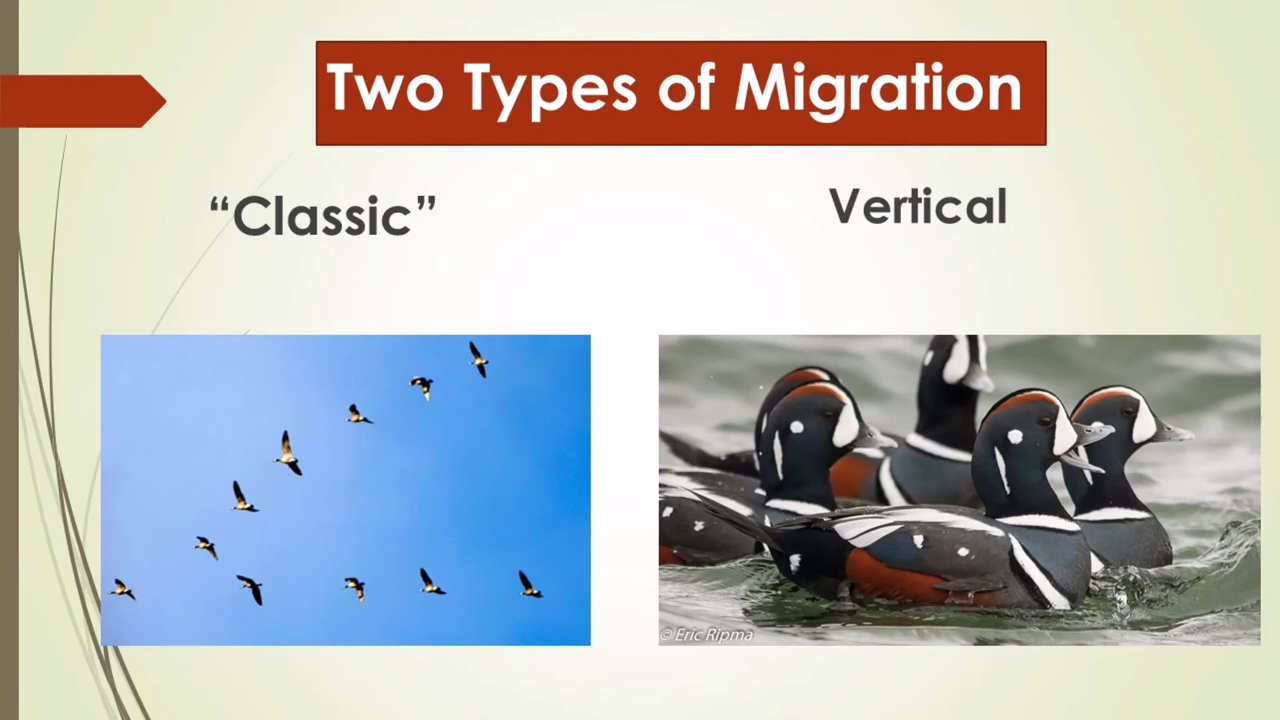 Two Types of Migration
“Classic”
Vertical
© Eric Ripma